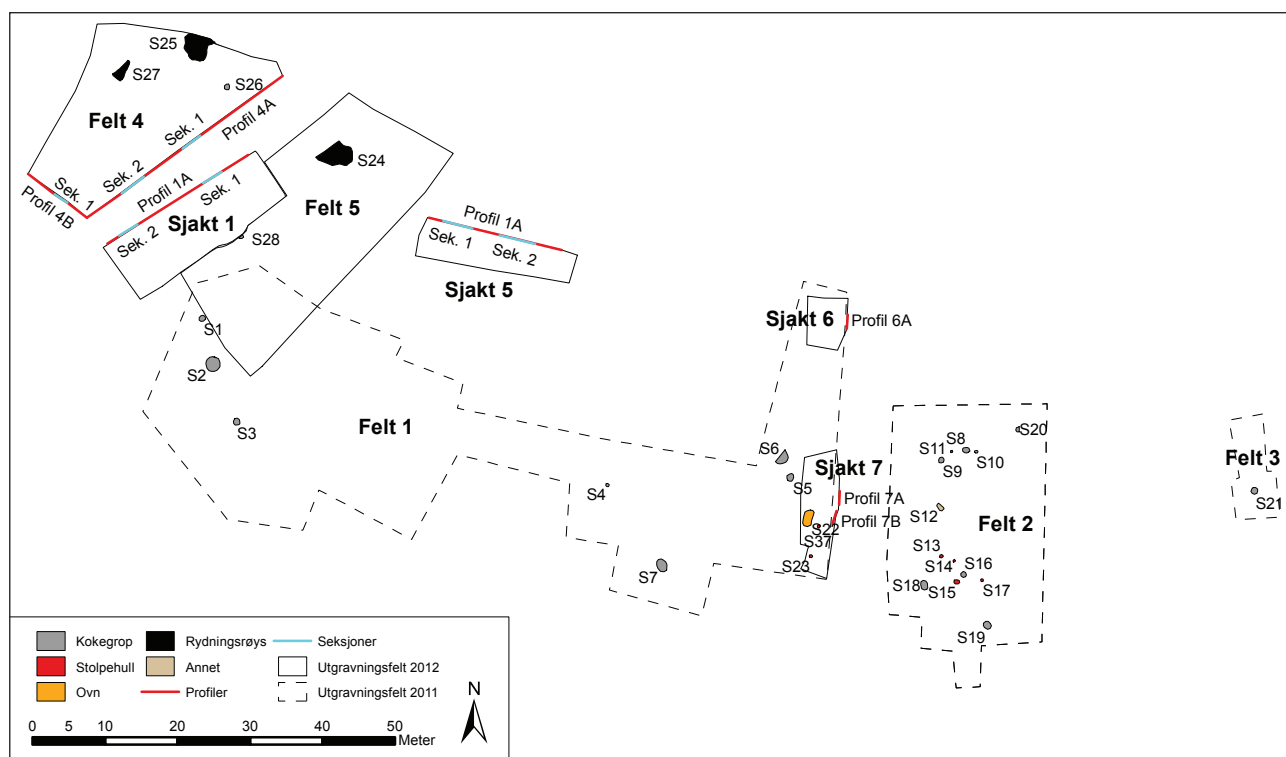 S25
S27
S26
Felt 4
Sek. 1
Profil 4A
Sek. 2
Sek. 1
Profil 4B
Profil 1A
Sek. 1
Sjakt 1
Sek. 2
S24
Felt 5
S28
Profil 1A
Sek. 1
Sek. 2
Sjakt 5
S1
S2
S3
Felt 1
Sjakt 6
Profil 6A
S6
Sjakt 7
S5
S4
Profil 7A
Profil 7B
S22
S37
S23
S7
S20
S11
S8
S9
S10
S12
Felt 2
S13
S14
S16
S18
S15
S17
S19
Felt 3
S21
Kokegrop
Rydningsrøys
Seksjoner
Stolpehull
Annet
Utgravningsfelt 2012
Ovn
Profiler
Utgravningsfelt 2011
N
0 5 10 20 30 40 50
Meter